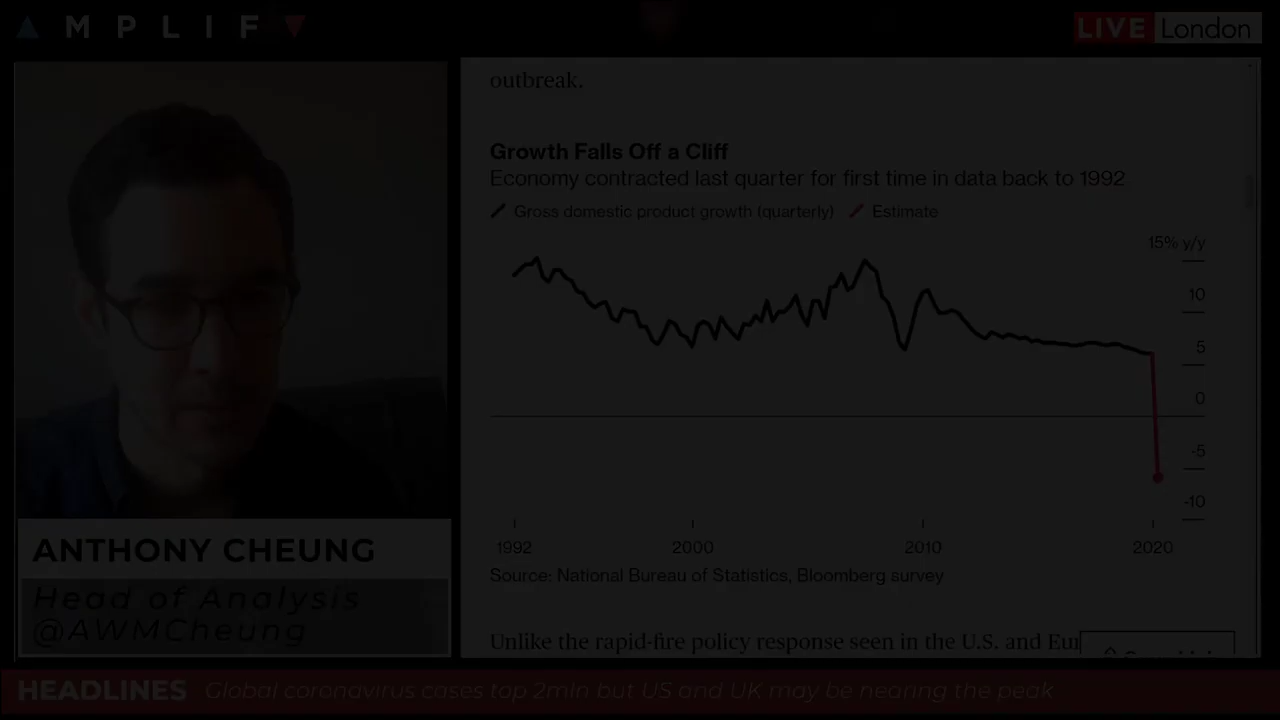 AMPLIFY
LIVE London
outbreak.
Growth Falls Off a Cliff
Economy contracted last quarter for first time in data back to 1992
Gross domestic product growth (quarterly) Estimate
15% y/y
10
5
0
-5
-10
1992 2000 2010 2020
Source: National Bureau of Statistics, Bloomberg survey
Unlike the rapid-fire policy response seen in the U.S. and
ANTHONY CHEUNG
Head of Analysis
@AWMCheung
HEADLINES Global coronavirus cases top 2mln but US and UK may be nearing the peak